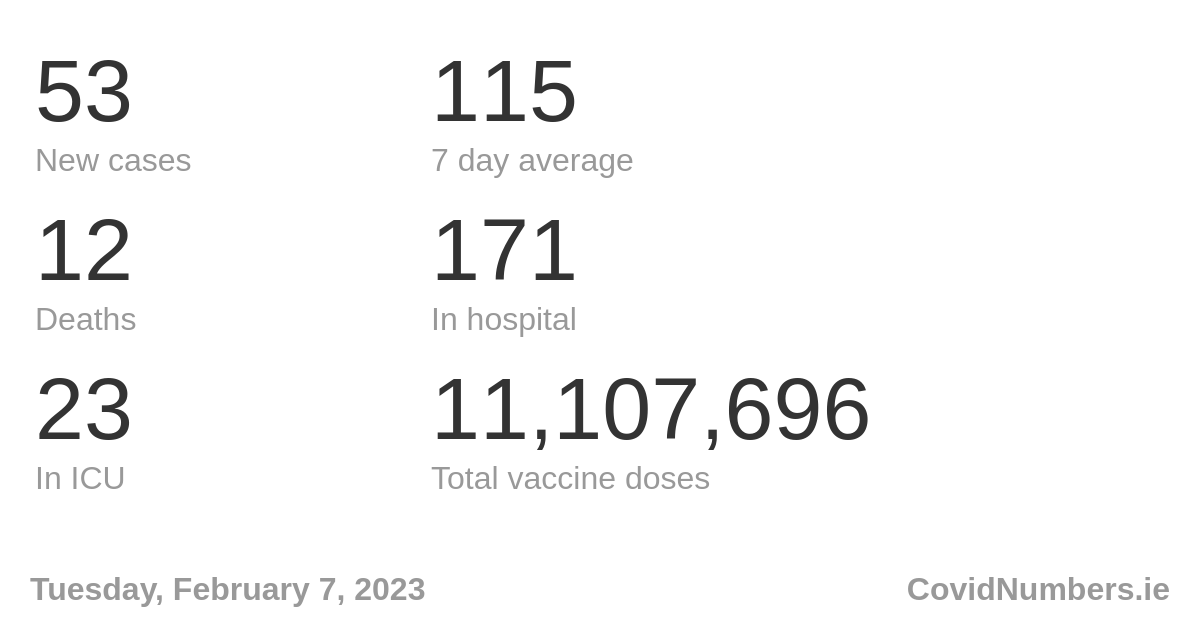 53
115
New cases
7 day average
12
171
Deaths
In hospital
23
11,107,696
In ICU
Total vaccine doses
Tuesday, February 7, 2023
CovidNumbers.ie